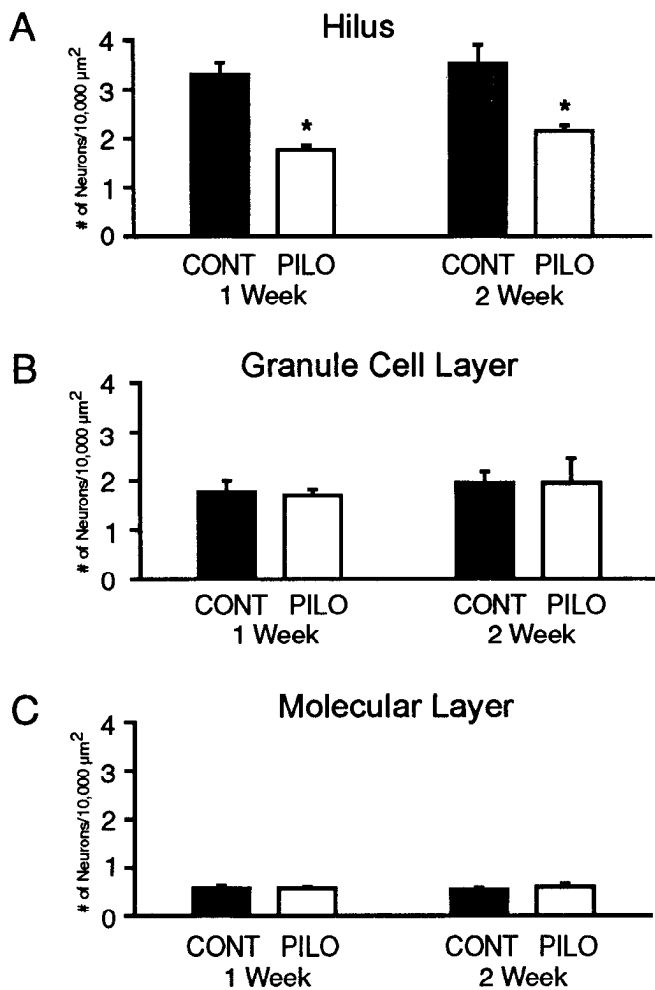 A
Hilus
# of Neurons/10,000 µm²
4
3
2
1
0
*
*
CONT PILO CONT PILO
1 Week 2 Week
B
Granule Cell Layer
# of Neurons/10,000 µm²
4
3
2
1
0
CONT PILO CONT PILO
1 Week 2 Week
C
Molecular Layer
# of Neurons/10,000 µm²
4
3
2
1
0
CONT PILO CONT PILO
1 Week 2 Week